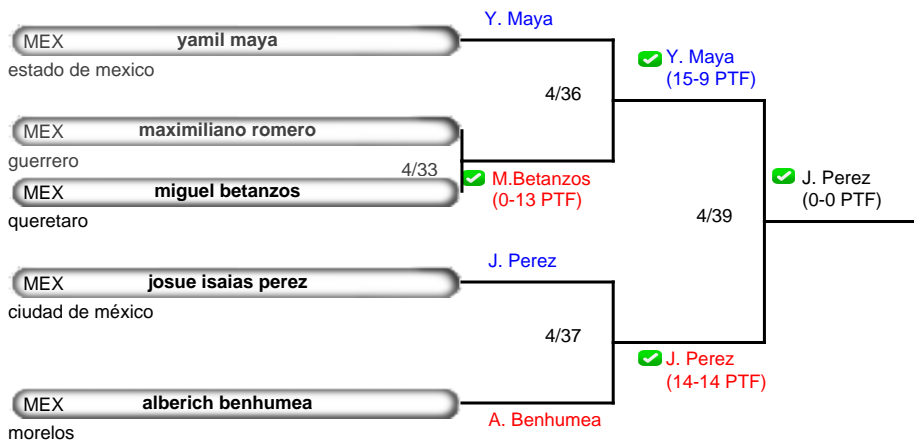 Y. Maya
MEX yamil maya
estado de mexico
Y. Maya
(15-9 PTF)
4/36
MEX maximiliano romero
guerrero
4/33
M.Betanzos
(0-13 PTF)
MEX miguel betanzos
queretaro
J. Perez
(0-0 PTF)
4/39
J. Perez
MEX josue isaias perez
ciudad de méxico
4/37
J. Perez
(14-14 PTF)
MEX alberich benhumea
A. Benhumea
morelos